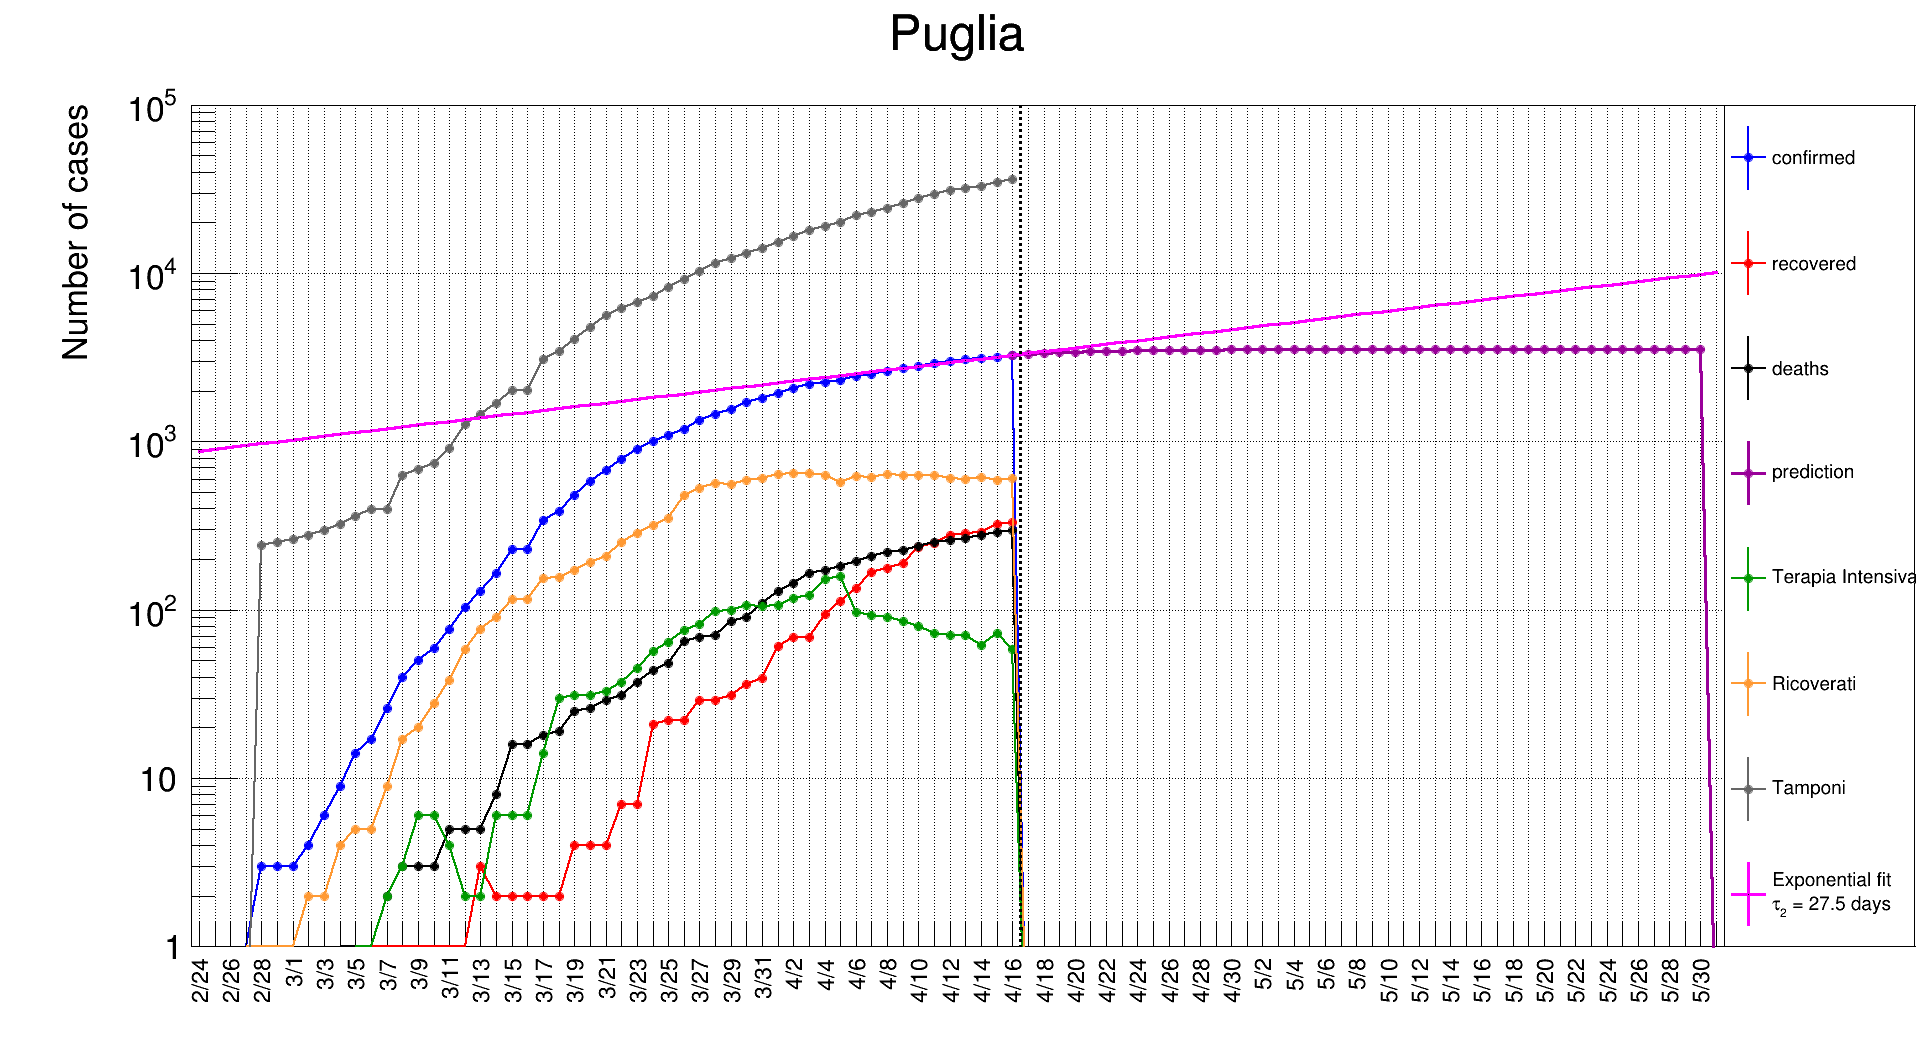 Puglia
Number of cases
10^5
10^4
10^3
10^2
10
1
2/24 2/26 2/28 3/1 3/3 3/5 3/7 3/9 3/11 3/13 3/15 3/17 3/19 3/21 3/23 3/25 3/27 3/29 3/31 4/2 4/4 4/6 4/8 4/10 4/12 4/14 4/16 4/18 4/20 4/22 4/24 4/26 4/28 4/30 5/2 5/4 5/6 5/8 5/10 5/12 5/14 5/16 5/18 5/20 5/22 5/24 5/26 5/28 5/30
confirmed
recovered
deaths
prediction
Terapia Intensiva
Ricoverati
Tamponi
Exponential fit
τ₂ = 27.5 days